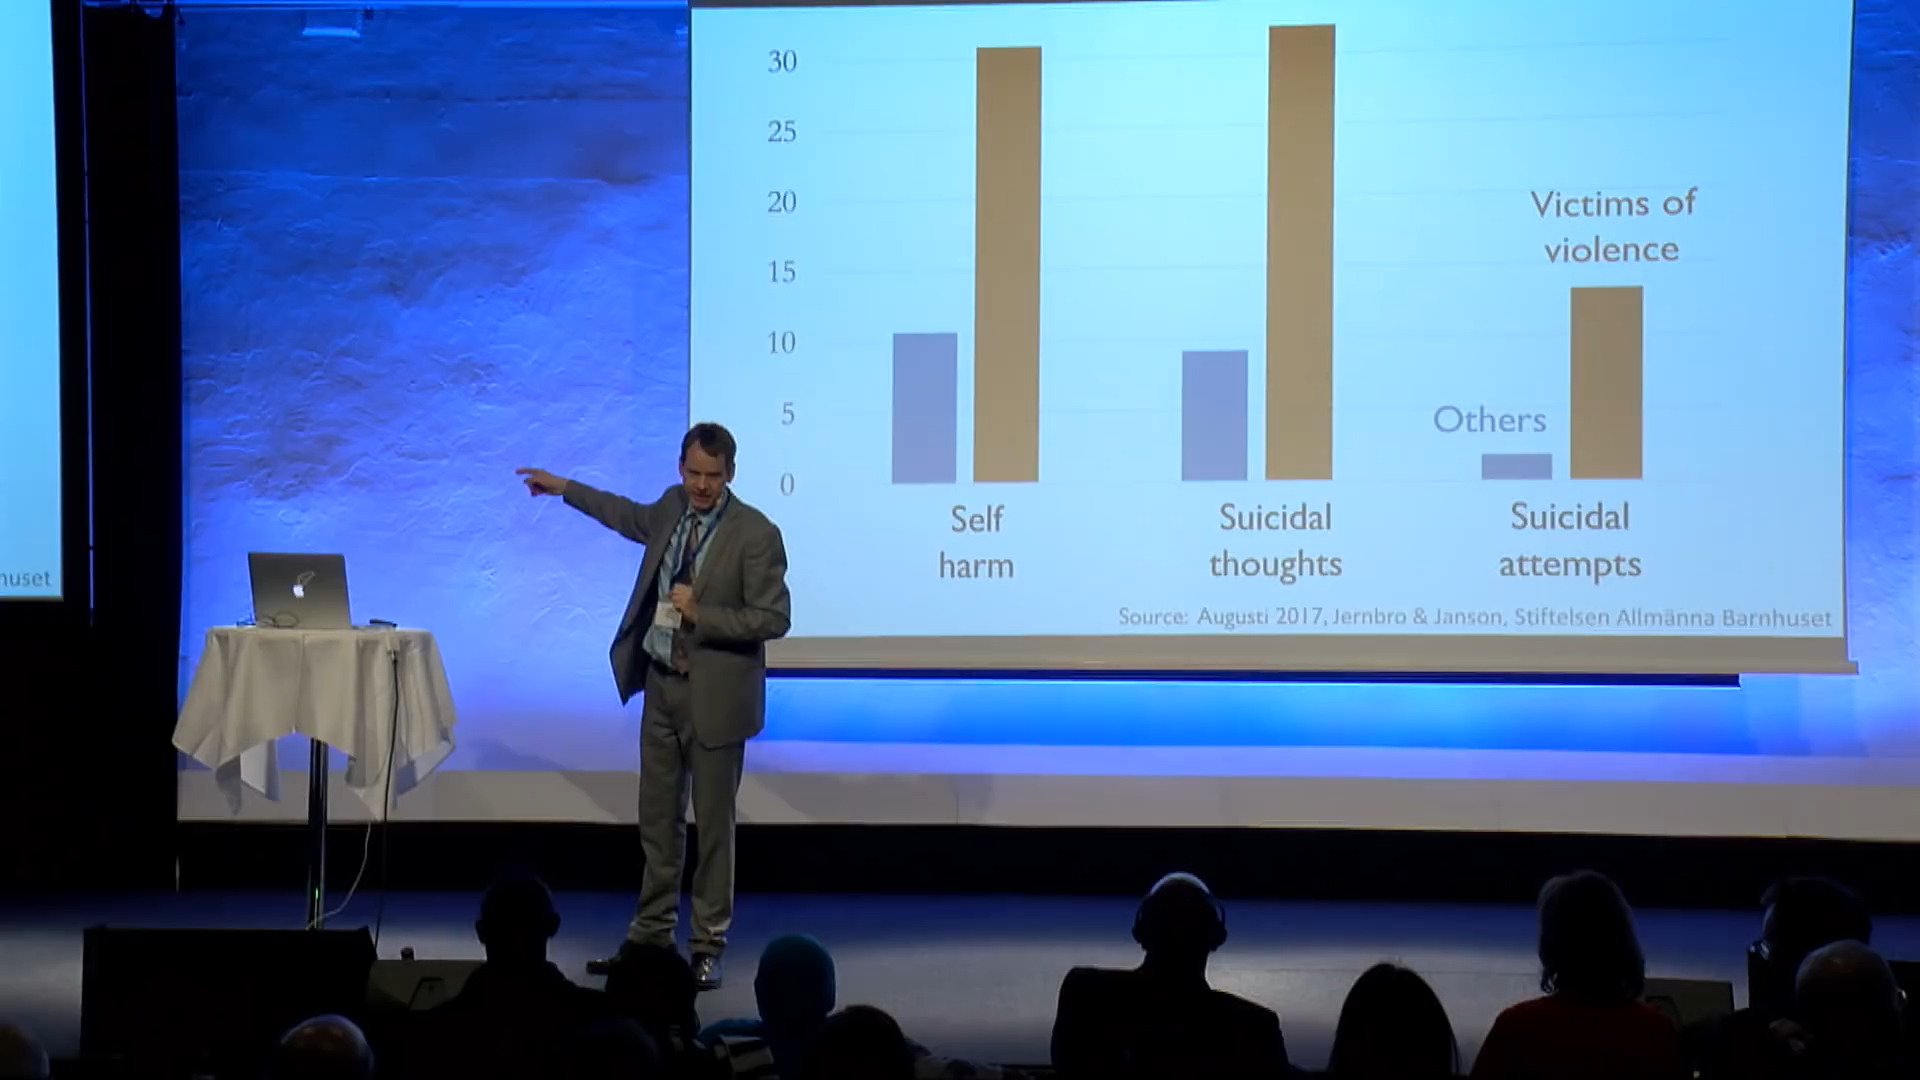 30
25
20
15
10
5
0
Victims of
violence
Others
Self
harm
Suicidal
thoughts
Suicidal
attempts
Source: Augusti 2017, Jernbro & Janson, Stiftelsen Allmänna Barnhuset
huset